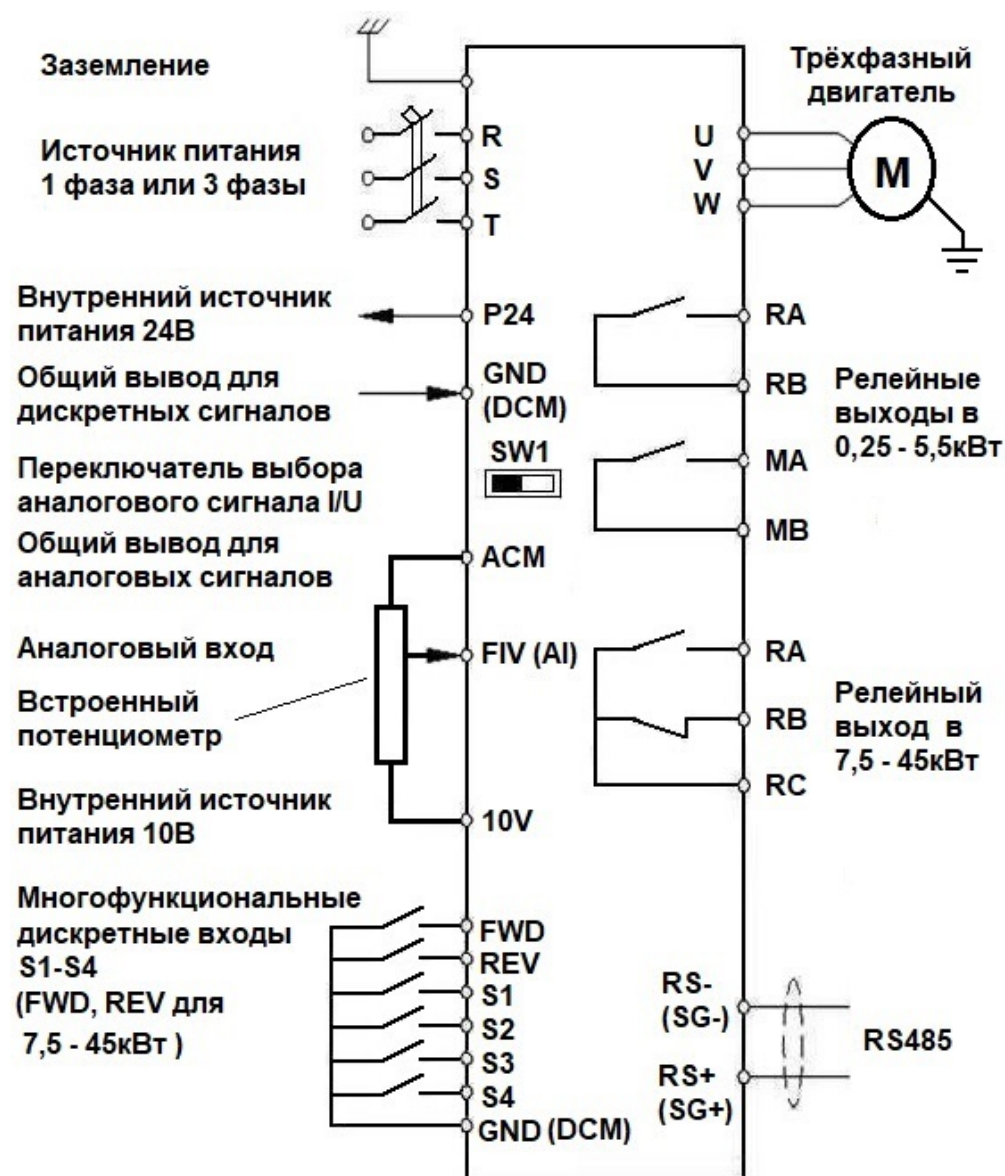 Заземление
Источник питания
1 фаза или 3 фазы
R
S
T
Трёхфазный
двигатель
U
V
W
M
Внутренний источник
питания 24В
P24
Общий вывод для
дискретных сигналов
GND
(DCM)
Переключатель выбора
аналогового сигнала I/U
SW1
Общий вывод для
аналоговых сигналов
ACM
Аналоговый вход
FIV (AI)
Встроенный
потенциометр
Внутренний источник
питания 10В
10V
RA
RB
Релейные
выходы в
0,25 - 5,5кВт
MA
MB
RA
RB
RC
Релейный
выход в
7,5 - 45кВт
Многофункциональные
дискретные входы
S1-S4
(FWD, REV для
7,5 - 45кВт )
FWD
REV
S1
S2
S3
S4
GND (DCM)
RS-
(SG-)
RS+
(SG+)
RS485